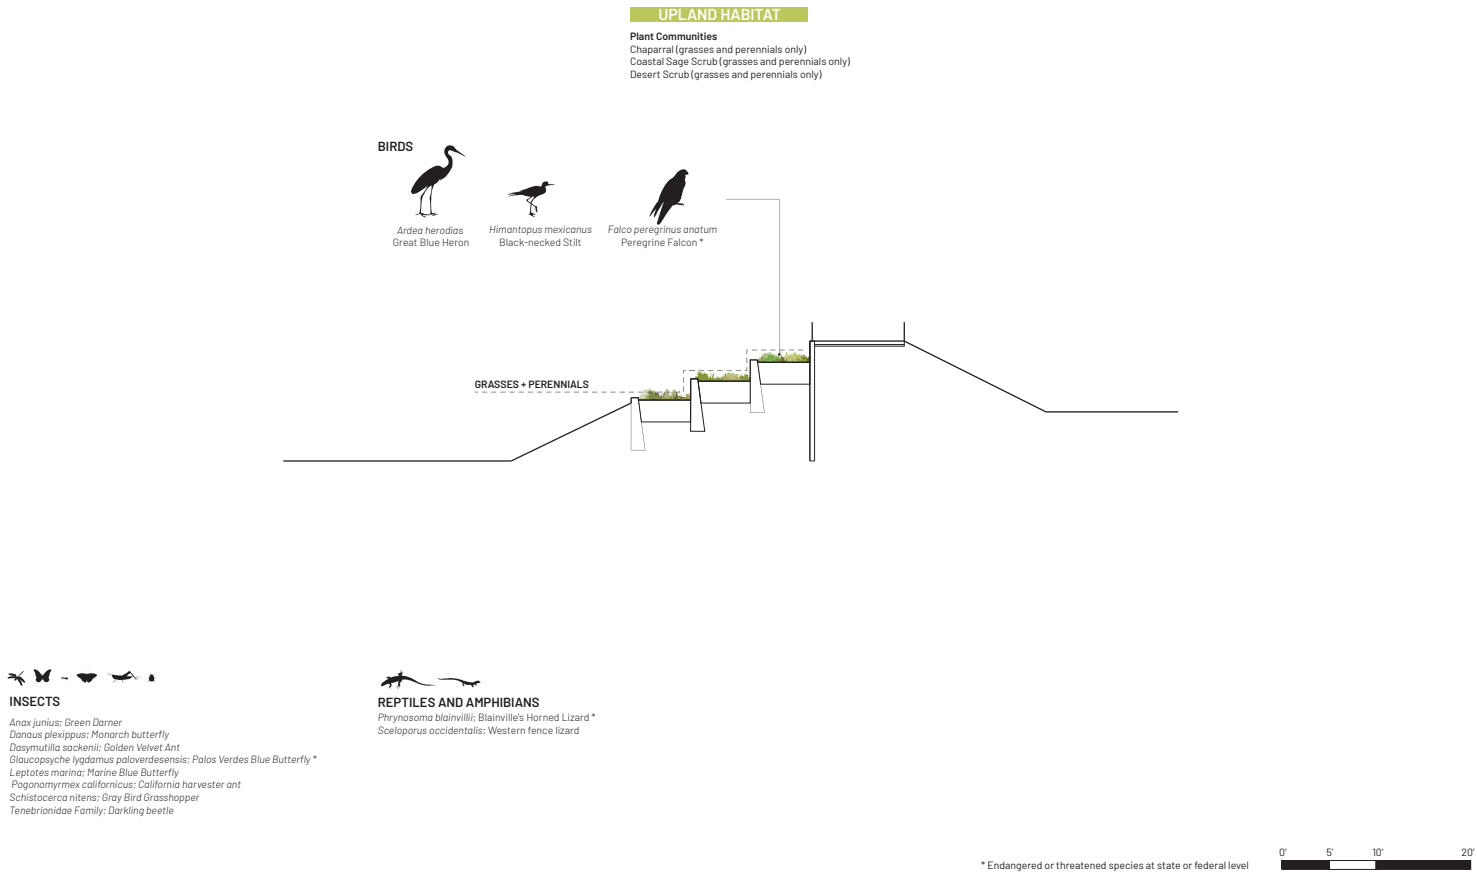 UPLAND HABITAT
Plant Communities
Chaparral (grasses and perennials only)
Coastal Sage Scrub (grasses and perennials only)
Desert Scrub (grasses and perennials only)
BIRDS
Ardea herodias
Great Blue Heron
Himantopus mexicanus
Black-necked Stilt
Falco peregrinus anatum
Peregrine Falcon *
GRASSES + PERENNIALS
INSECTS
Anax junius; Green Darner
Danaus plexippus; Monarch butterfly
Dasymutilla sackenii; Golden Velvet Ant
Glaucopsyche lygdamus paloverdesensis; Palos Verdes Blue Butterfly *
Leptotes marina; Marine Blue Butterfly
Pogonomyrmex californicus; California harvester ant
Schistocerca nitens; Gray Bird Grasshopper
Tenebrionidae Family; Darkling beetle
REPTILES AND AMPHIBIANS
Phrynosoma blainvillii; Blainville's Horned Lizard *
Sceloporus occidentalis; Western fence lizard
* Endangered or threatened species at state or federal level
0' 5' 10' 20'